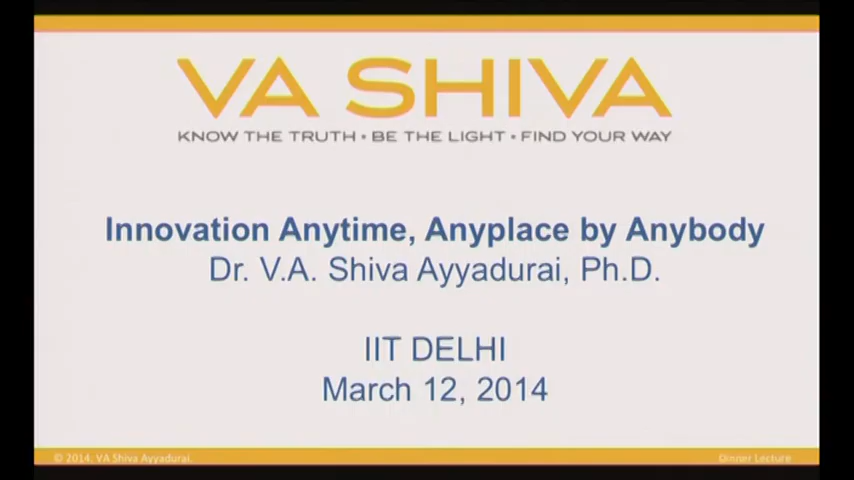 VA SHIVA
KNOW THE TRUTH • BE THE LIGHT • FIND YOUR WAY
Innovation Anytime, Anyplace by Anybody
Dr. V.A. Shiva Ayyadurai, Ph.D.
IIT DELHI
March 12, 2014
© 2014. VA Shiva Ayyadurai.
Dinner Lecture